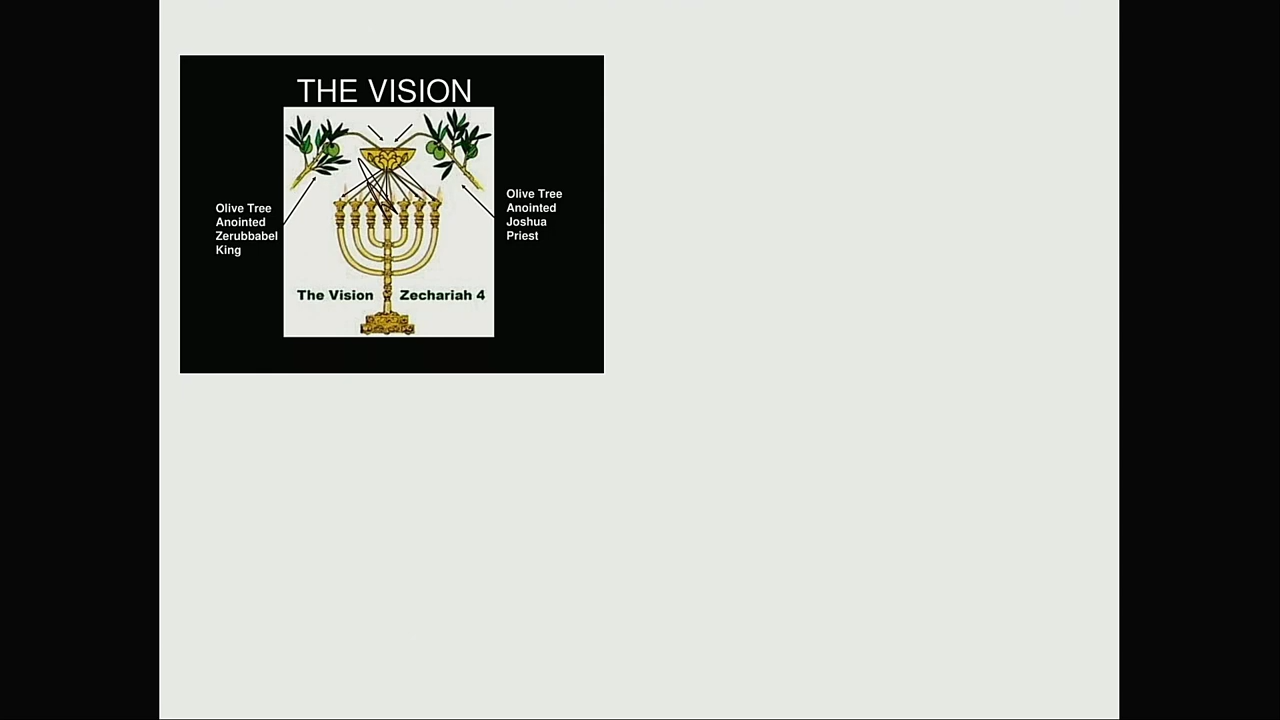 THE VISION
Olive Tree
Anointed
Zerubbabel
King
Olive Tree
Anointed
Joshua
Priest
The Vision Zechariah 4